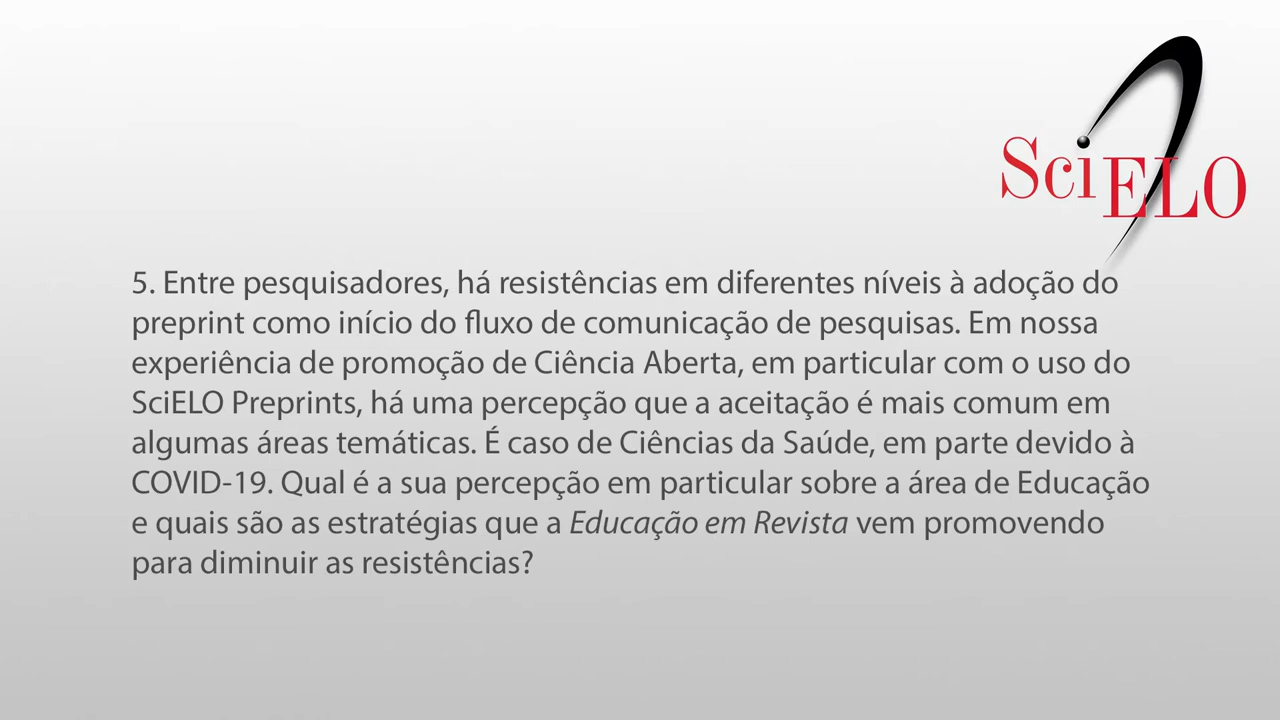 SciELO
5. Entre pesquisadores, há resistências em diferentes níveis à adoção do
preprint como início do fluxo de comunicação de pesquisas. Em nossa
experiência de promoção de Ciência Aberta, em particular com o uso do
SciELO Preprints, há uma percepção que a aceitação é mais comum em
algumas áreas temáticas. É caso de Ciências da Saúde, em parte devido à
COVID-19. Qual é a sua percepção em particular sobre a área de Educação
e quais são as estratégias que a Educação em Revista vem promovendo
para diminuir as resistências?